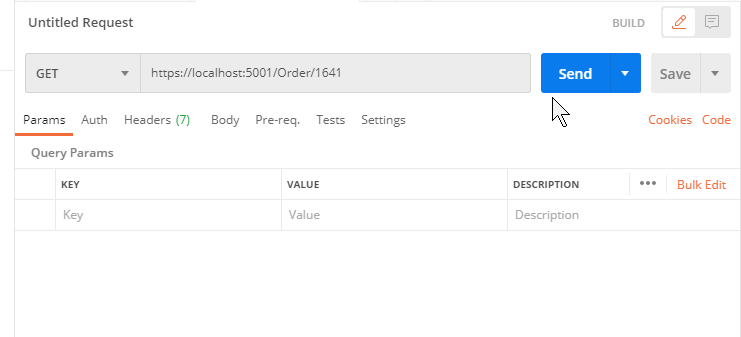 Untitled Request BUILD
GET https://localhost:5001/Order/1641 Send Save
Params Auth Headers (7) Body Pre-req. Tests Settings Cookies Code
Query Params
KEY VALUE DESCRIPTION ••• Bulk Edit
Key Value Description